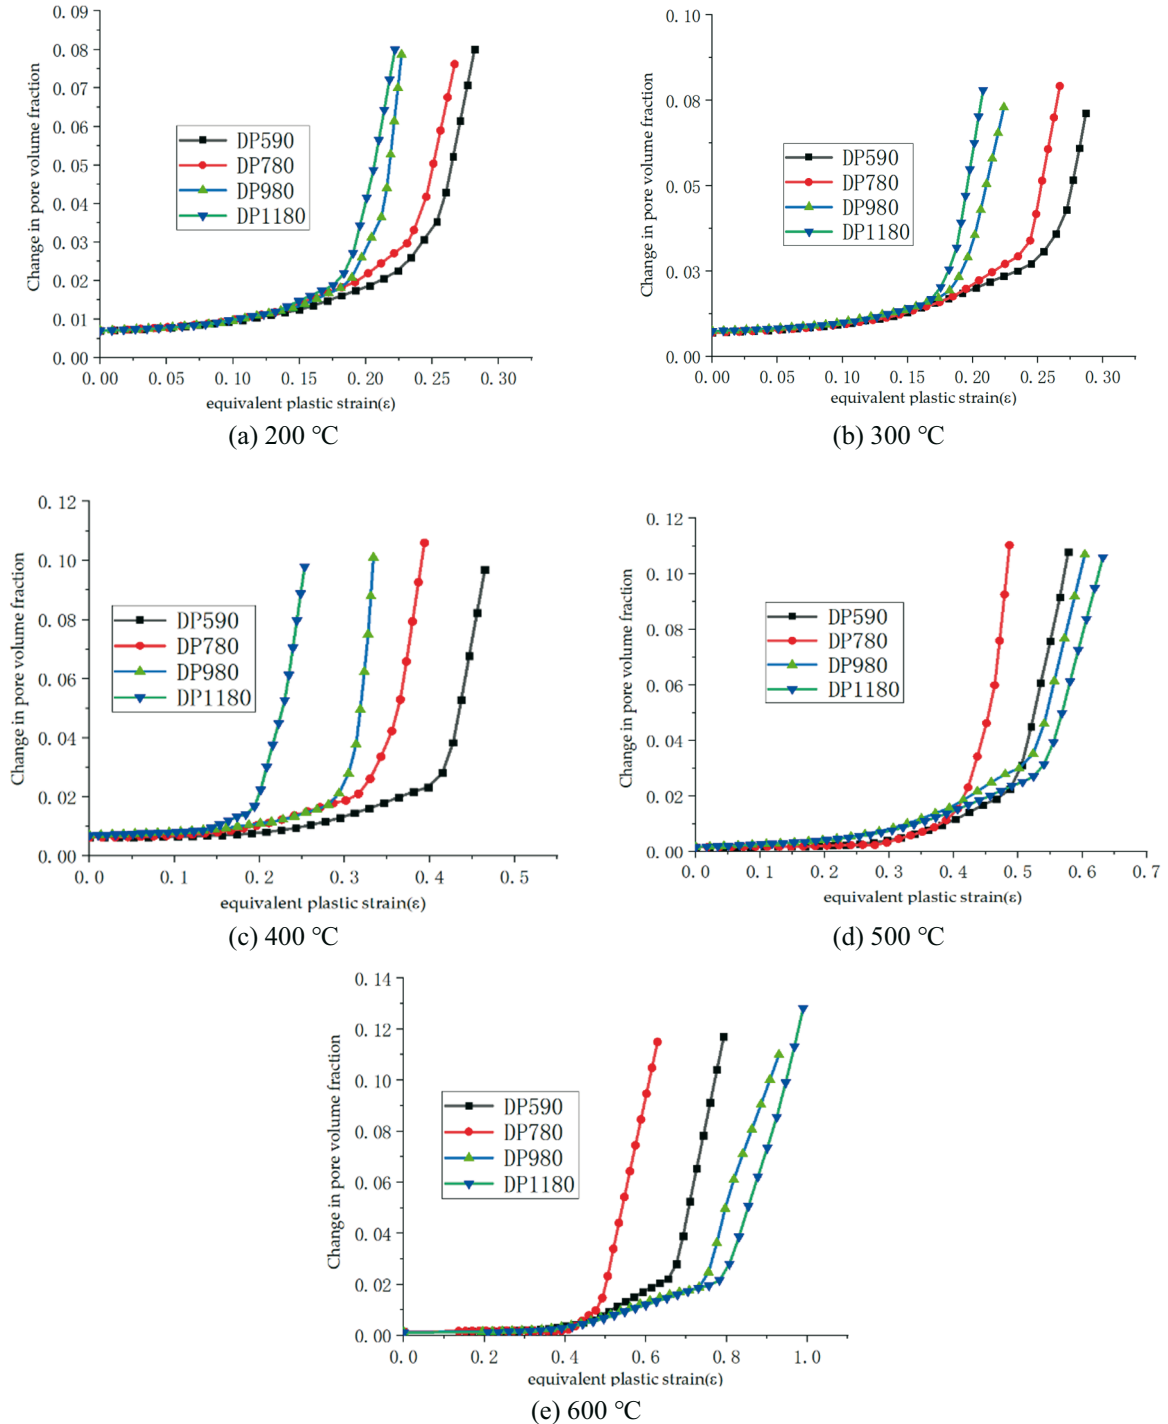 0. 09
0. 08
0. 07
0. 06
0. 05
0. 04
0. 03
0. 02
0. 01
0. 00
Change in pore volume fraction
DP590
DP780
DP980
DP1180
0. 00 0. 05 0. 10 0. 15 0. 20 0. 25 0. 30
equivalent plastic strain(ε)
(a) 200 ℃
0. 10
0. 08
0. 05
0. 03
0. 00
Change in pore volume fraction
DP590
DP780
DP980
DP1180
0. 00 0. 05 0. 10 0. 15 0. 20 0. 25 0. 30
equivalent plastic strain(ε)
(b) 300 ℃
0. 12
0. 10
0. 08
0. 06
0. 04
0. 02
0. 00
Change in pore volume fraction
DP590
DP780
DP980
DP1180
0. 0 0. 1 0. 2 0. 3 0. 4 0. 5
equivalent plastic strain(ε)
(c) 400 ℃
0. 12
0. 10
0. 08
0. 06
0. 04
0. 02
0. 00
Change in pore volume fraction
DP590
DP780
DP980
DP1180
0. 0 0. 1 0. 2 0. 3 0. 4 0. 5 0. 6 0. 7
equivalent plastic strain(ε)
(d) 500 ℃
0. 14
0. 12
0. 10
0. 08
0. 06
0. 04
0. 02
0. 00
Change in pore volume fraction
DP590
DP780
DP980
DP1180
0. 0 0. 2 0. 4 0. 6 0. 8 1. 0
equivalent plastic strain(ε)
(e) 600 ℃